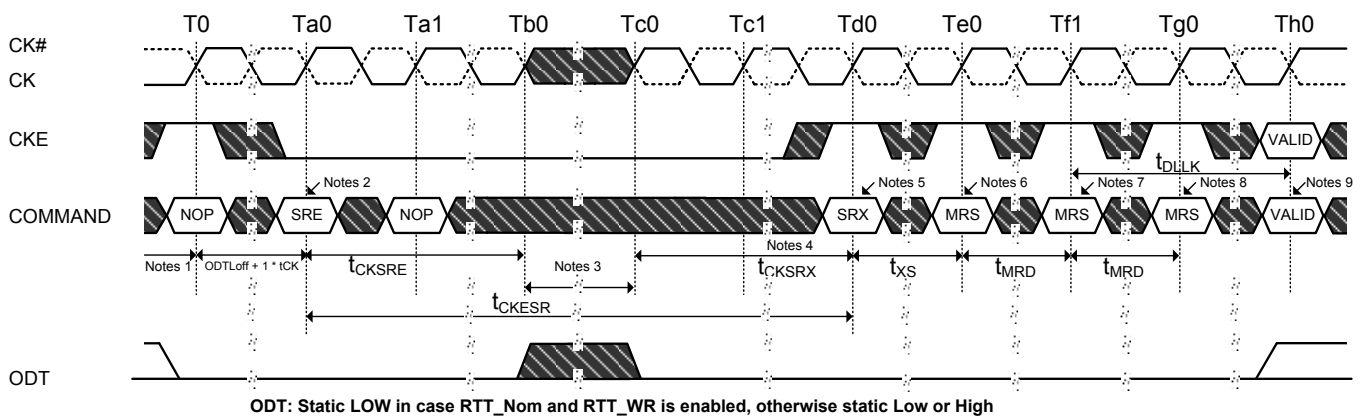 T0 Ta0 Ta1 Tb0 Tc0 Tc1 Td0 Te0 Tf1 Tg0 Th0
CK#
CK
CKE
VALID
tDLLK
Notes 2 Notes 5 Notes 6 Notes 7 Notes 8 Notes 9
COMMAND
NOP SRE NOP SRX MRS MRS MRS VALID
Notes 1 ODTLoff + 1 * tCK tCKSRE Notes 3 Notes 4 tCKSRX tXS tMRD tMRD
tCKESR
ODT
ODT: Static LOW in case RTT_Nom and RTT_WR is enabled, otherwise static Low or High